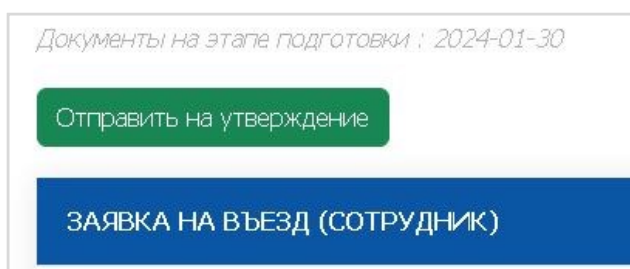 Документы на этапе подготовки : 2024-01-30
Отправить на утверждение
ЗАЯВКА НА ВЪЕЗД (СОТРУДНИК)